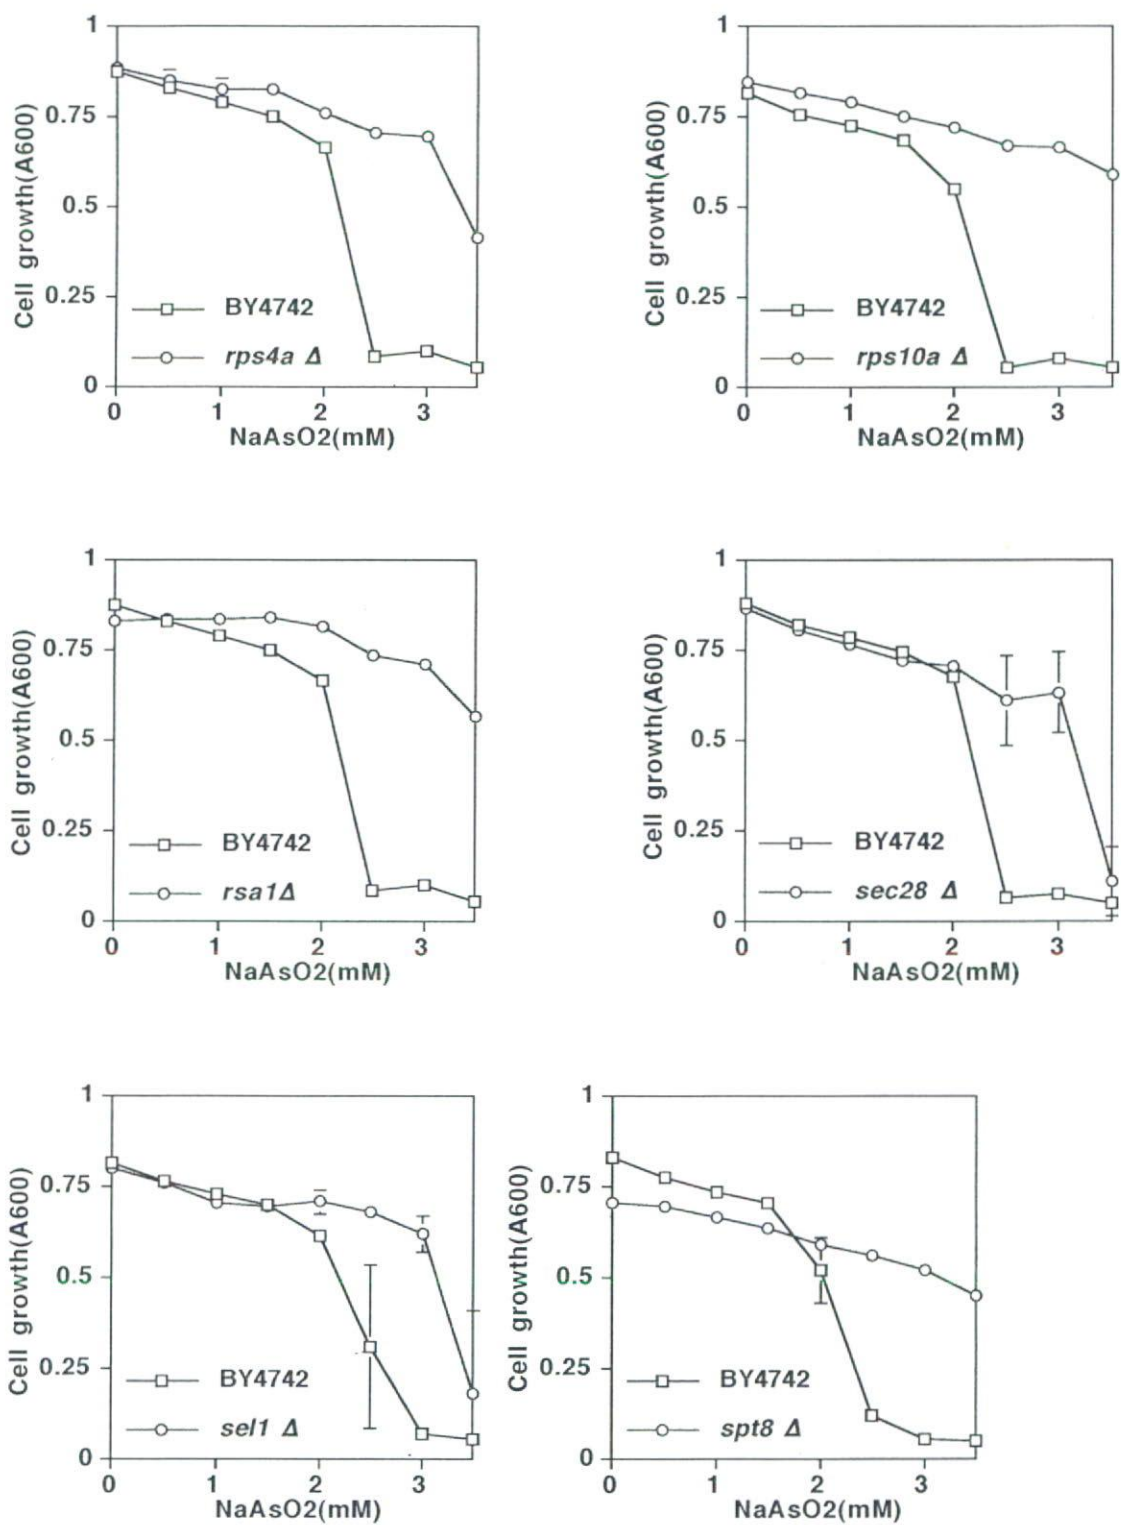 1
0.75
0.5
0.25
0
Cell growth(A600)
BY4742
rps4a Δ
0 1 2 3
NaAsO2(mM)
1
0.75
0.5
0.25
0
Cell growth(A600)
BY4742
rps10a Δ
0 1 2 3
NaAsO2(mM)
1
0.75
0.5
0.25
0
Cell growth(A600)
BY4742
rsa1Δ
0 1 2 3
NaAsO2(mM)
1
0.75
0.5
0.25
0
Cell growth(A600)
BY4742
sec28 Δ
0 1 2 3
NaAsO2(mM)
1
0.75
0.5
0.25
0
Cell growth(A600)
BY4742
sel1 Δ
0 1 2 3
NaAsO2(mM)
1
0.75
0.5
0.25
0
Cell growth(A600)
BY4742
spt8 Δ
0 1 2 3
NaAsO2(mM)